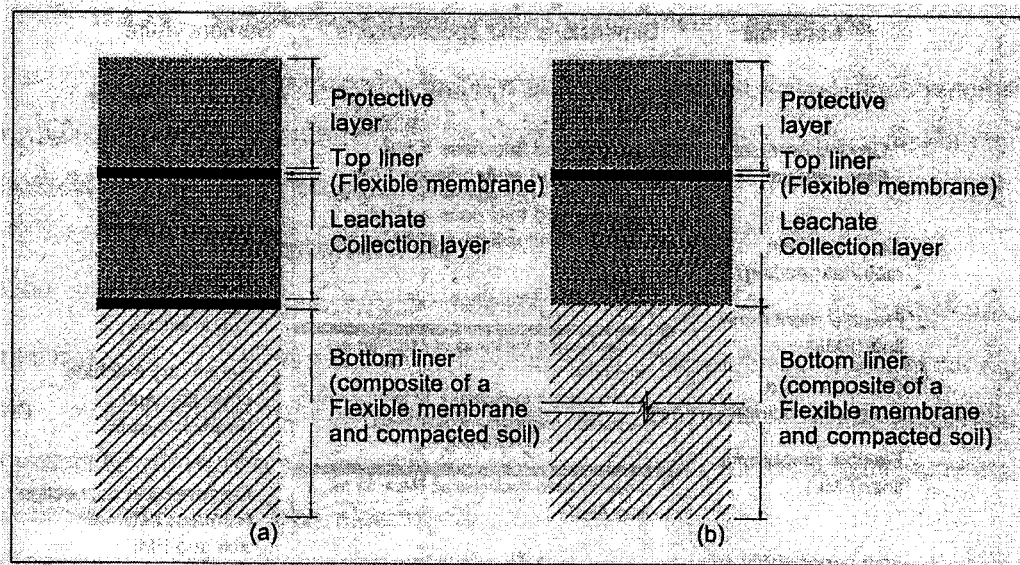 Protective
layer
Top liner
(Flexible membrane)
Leachate
Collection layer
Bottom liner
(composite of a
Flexible membrane
and compacted soil)
(a)
Protective
layer
Top liner
(Flexible membrane)
Leachate
Collection layer
Bottom liner
(composite of a
Flexible membrane
and compacted soil)
(b)